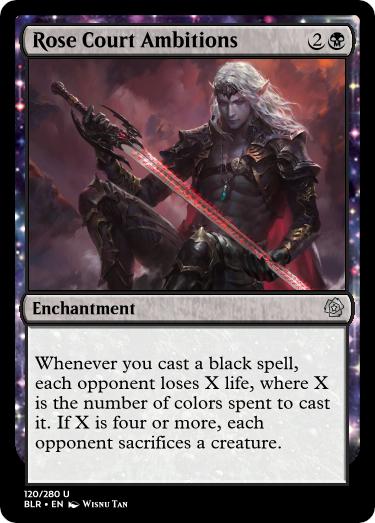 Rose Court Ambitions 2
Enchantment
Whenever you cast a black spell,
each opponent loses X life, where X
is the number of colors spent to cast
it. If X is four or more, each
opponent sacrifices a creature.
120/280 U
BLR • EN Wisnu Tan